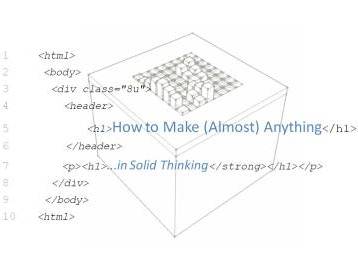 1 <html>
2 <body>
3 <div class="8u">
4 <header>
5 <h1>How to Make (Almost) Anything</h1>
6 </header>
7 <p><h1>…in Solid Thinking</strong></h1></p>
8 </div>
9 </body>
10 <html>